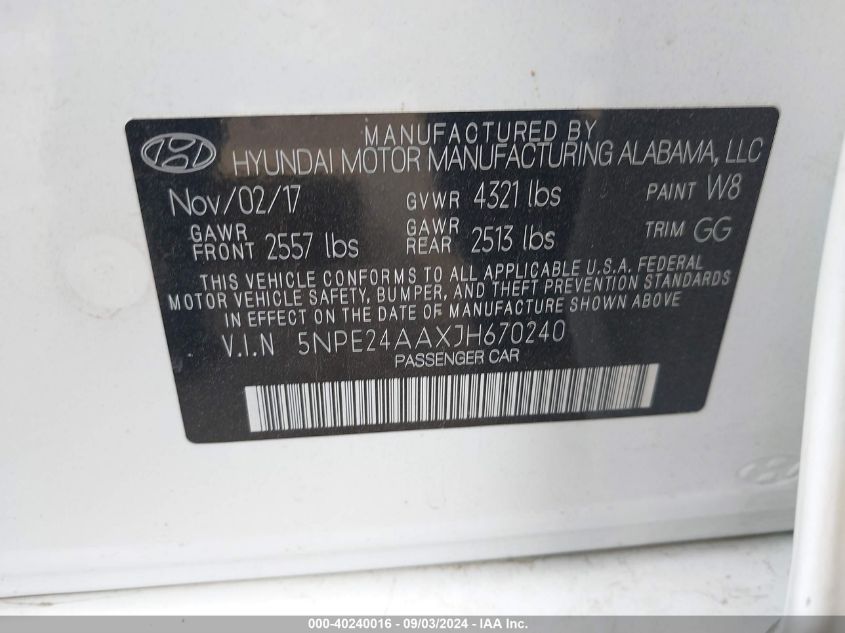 MANUFACTURED BY
HYUNDAI MOTOR MANUFACTURING ALABAMA, LLC
Nov/02/17 GVWR 4321 lbs PAINT W8
GAWR FRONT 2557 lbs GAWR REAR 2513 lbs TRIM GG
THIS VEHICLE CONFORMS TO ALL APPLICABLE U.S.A. FEDERAL
MOTOR VEHICLE SAFETY, BUMPER, AND THEFT PREVENTION STANDARDS
IN EFFECT ON THE DATE OF MANUFACTURE SHOWN ABOVE
V.I.N 5NPE24AAXJH670240
PASSENGER CAR
000-40240016 - 09/03/2024 - IAA Inc.